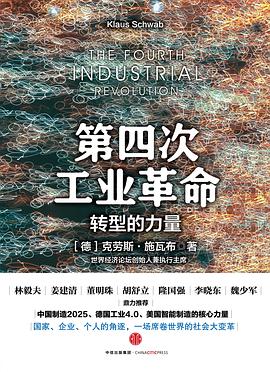 Klaus Schwab
THE FOURTH
INDUSTRIAL
REVOLUTION
第四次
工业革命
转型的力量
[德] 克劳斯·施瓦布 著
世界经济论坛创始人兼执行主席
林毅夫 | 姜建清 | 董明珠 | 胡舒立 | 隆国强 | 李晓东 | 魏少军
鼎力推荐
中国制造2025、德国工业4.0、美国智能制造的核心力量
国家、企业、个人的角逐，一场席卷世界的社会大变革
中信出版集团·CHINACITICPRESS